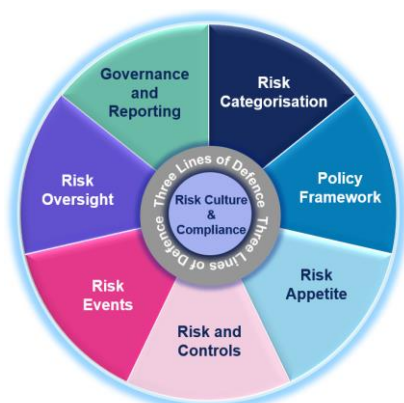 Governance
and
Reporting
Risk
Categorisation
Policy
Framework
Risk
Appetite
Risk and
Controls
Risk
Events
Risk
Oversight
Three Lines of Defence
Three Lines of Defence
Risk Culture
&
Compliance